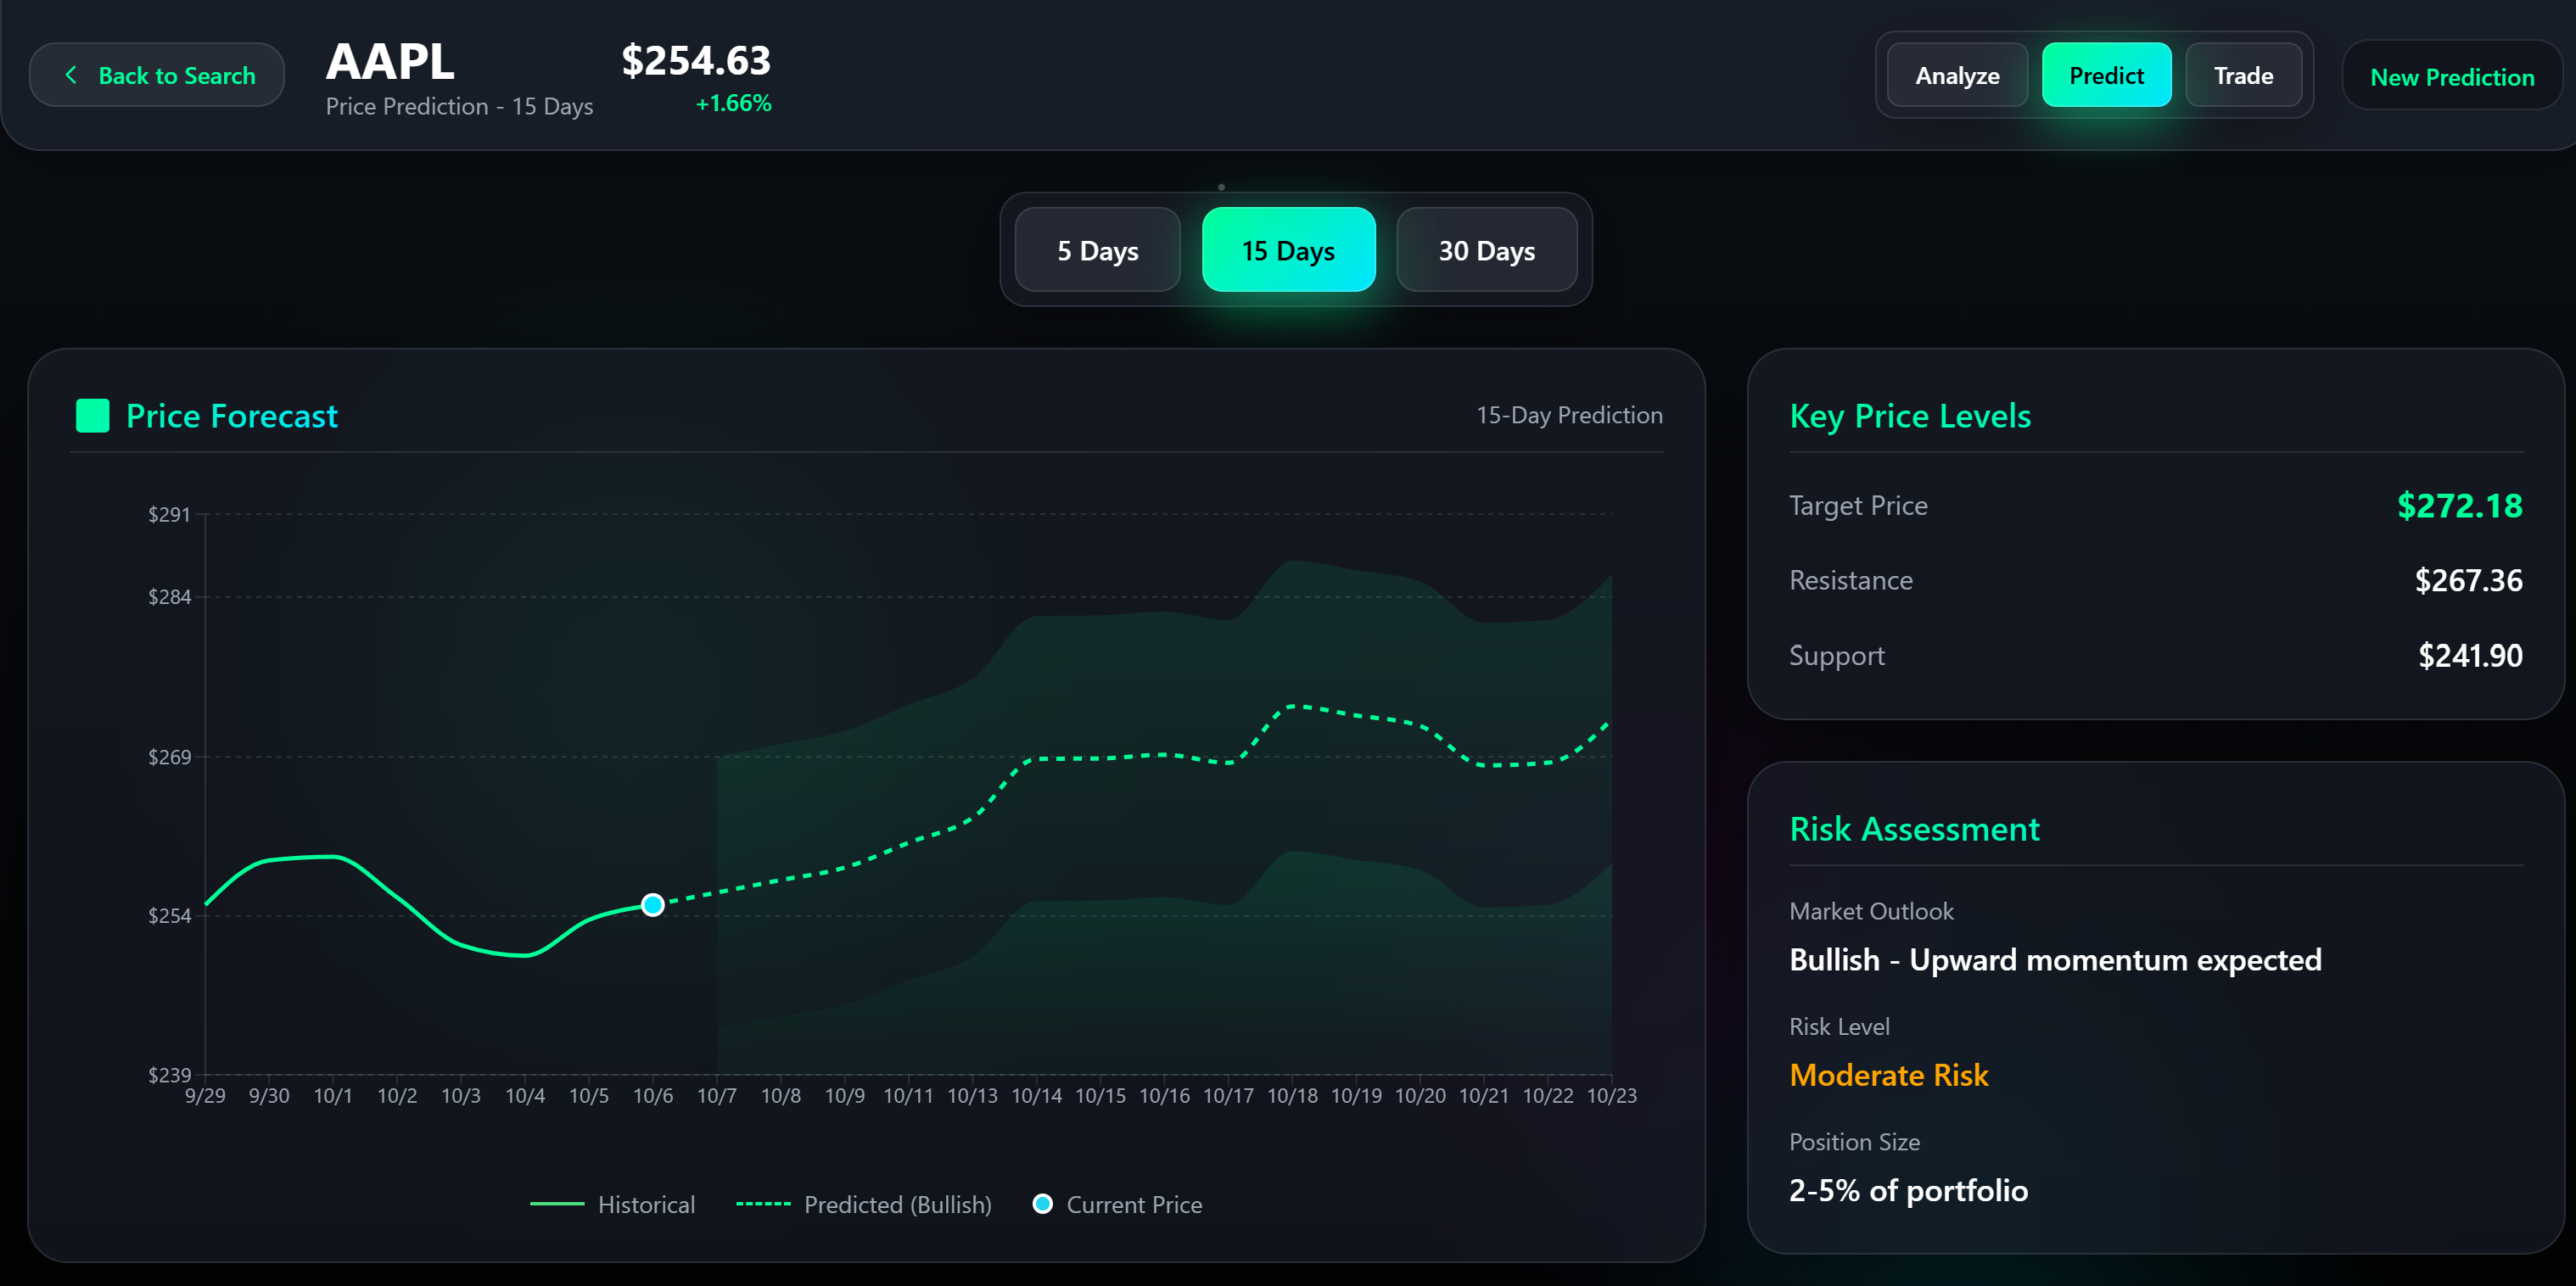 Back to Search
AAPL
Price Prediction - 15 Days
$254.63
+1.66%
Analyze
Predict
Trade
New Prediction
5 Days
15 Days
30 Days
Price Forecast
15-Day Prediction
$291
$284
$269
$254
$239
9/29 9/30 10/1 10/2 10/3 10/4 10/5 10/6 10/7 10/8 10/9 10/11 10/13 10/14 10/15 10/16 10/17 10/18 10/19 10/20 10/21 10/22 10/23
Historical
Predicted (Bullish)
Current Price
Key Price Levels
Target Price $272.18
Resistance $267.36
Support $241.90
Risk Assessment
Market Outlook
Bullish - Upward momentum expected
Risk Level
Moderate Risk
Position Size
2-5% of portfolio